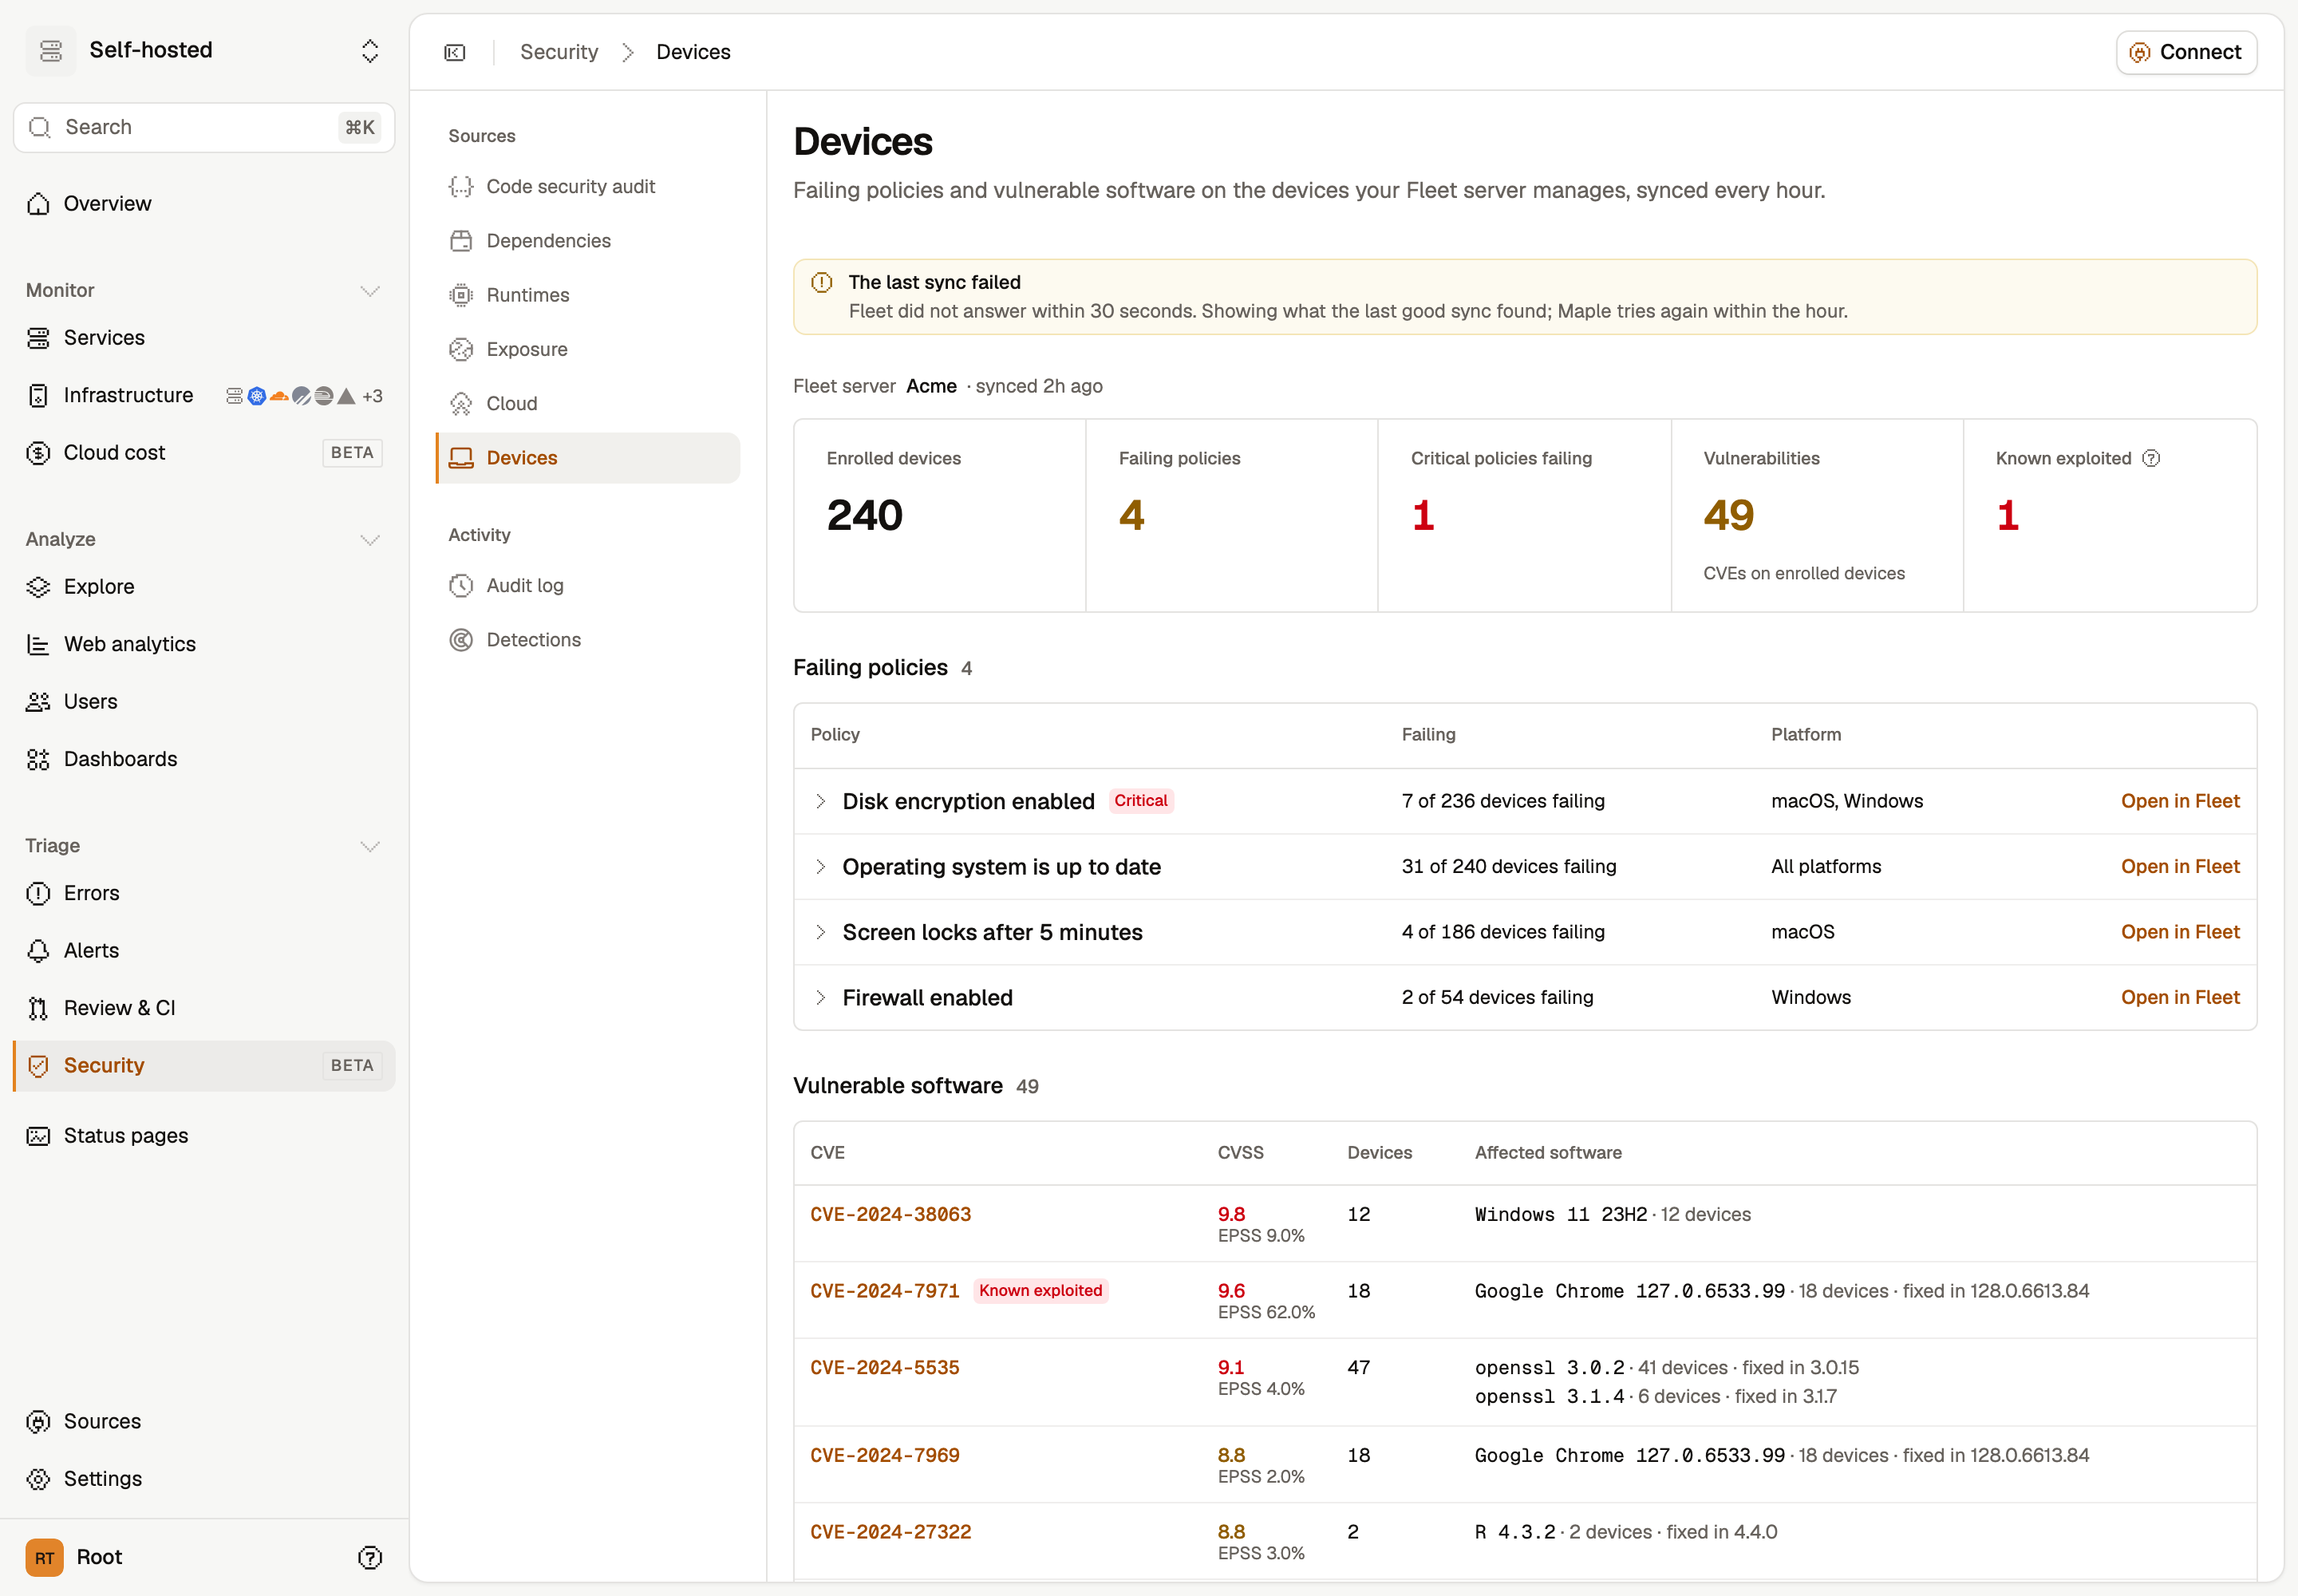 Self-hosted
Search ⌘K
Overview
Monitor
Services
Infrastructure +3
Cloud cost BETA
Analyze
Explore
Web analytics
Users
Dashboards
Triage
Errors
Alerts
Review & CI
Security BETA
Status pages
Sources
Settings
RT Root
Security Devices
Connect
Sources
Code security audit
Dependencies
Runtimes
Exposure
Cloud
Devices
Activity
Audit log
Detections
Devices
Failing policies and vulnerable software on the devices your Fleet server manages, synced every hour.
The last sync failed
Fleet did not answer within 30 seconds. Showing what the last good sync found; Maple tries again within the hour.
Fleet server Acme · synced 2h ago
Enrolled devices
240
Failing policies
4
Critical policies failing
1
Vulnerabilities
49
CVEs on enrolled devices
Known exploited
1
Failing policies 4
Policy Failing Platform
Disk encryption enabled Critical 7 of 236 devices failing macOS, Windows Open in Fleet
Operating system is up to date 31 of 240 devices failing All platforms Open in Fleet
Screen locks after 5 minutes 4 of 186 devices failing macOS Open in Fleet
Firewall enabled 2 of 54 devices failing Windows Open in Fleet
Vulnerable software 49
CVE CVSS Devices Affected software
CVE-2024-38063 9.8 12 Windows 11 23H2 · 12 devices
EPSS 9.0%
CVE-2024-7971 Known exploited 9.6 18 Google Chrome 127.0.6533.99 · 18 devices · fixed in 128.0.6613.84
EPSS 62.0%
CVE-2024-5535 9.1 47 openssl 3.0.2 · 41 devices · fixed in 3.0.15
EPSS 4.0% openssl 3.1.4 · 6 devices · fixed in 3.1.7
CVE-2024-7969 8.8 18 Google Chrome 127.0.6533.99 · 18 devices · fixed in 128.0.6613.84
EPSS 2.0%
CVE-2024-27322 8.8 2 R 4.3.2 · 2 devices · fixed in 4.4.0
EPSS 3.0%